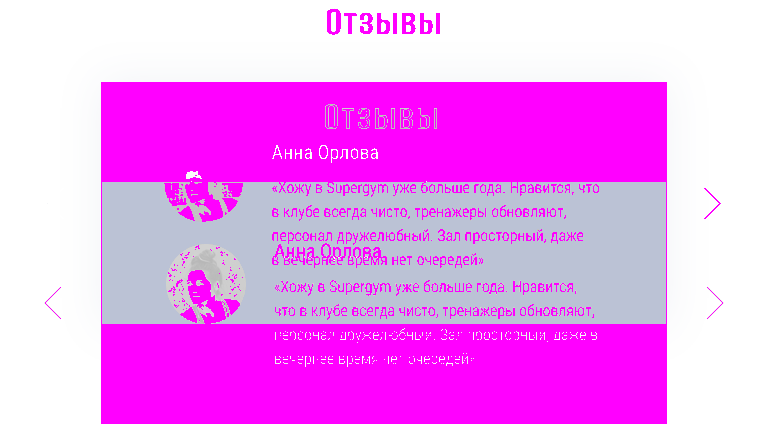 Отзывы
Отзывы
Анна Орлова
«Хожу в Supergym уже больше года. Нравится, что
в клубе всегда чисто, тренажеры обновляют,
персонал дружелюбный. Зал просторный, даже
в вечернее время нет очередей»
Анна Орлова
«Хожу в Supergym уже больше года. Нравится,
что в клубе всегда чисто, тренажеры обновляют,
персонал дружелюбный. Зал просторный, даже в
вечернее время нет очередей»